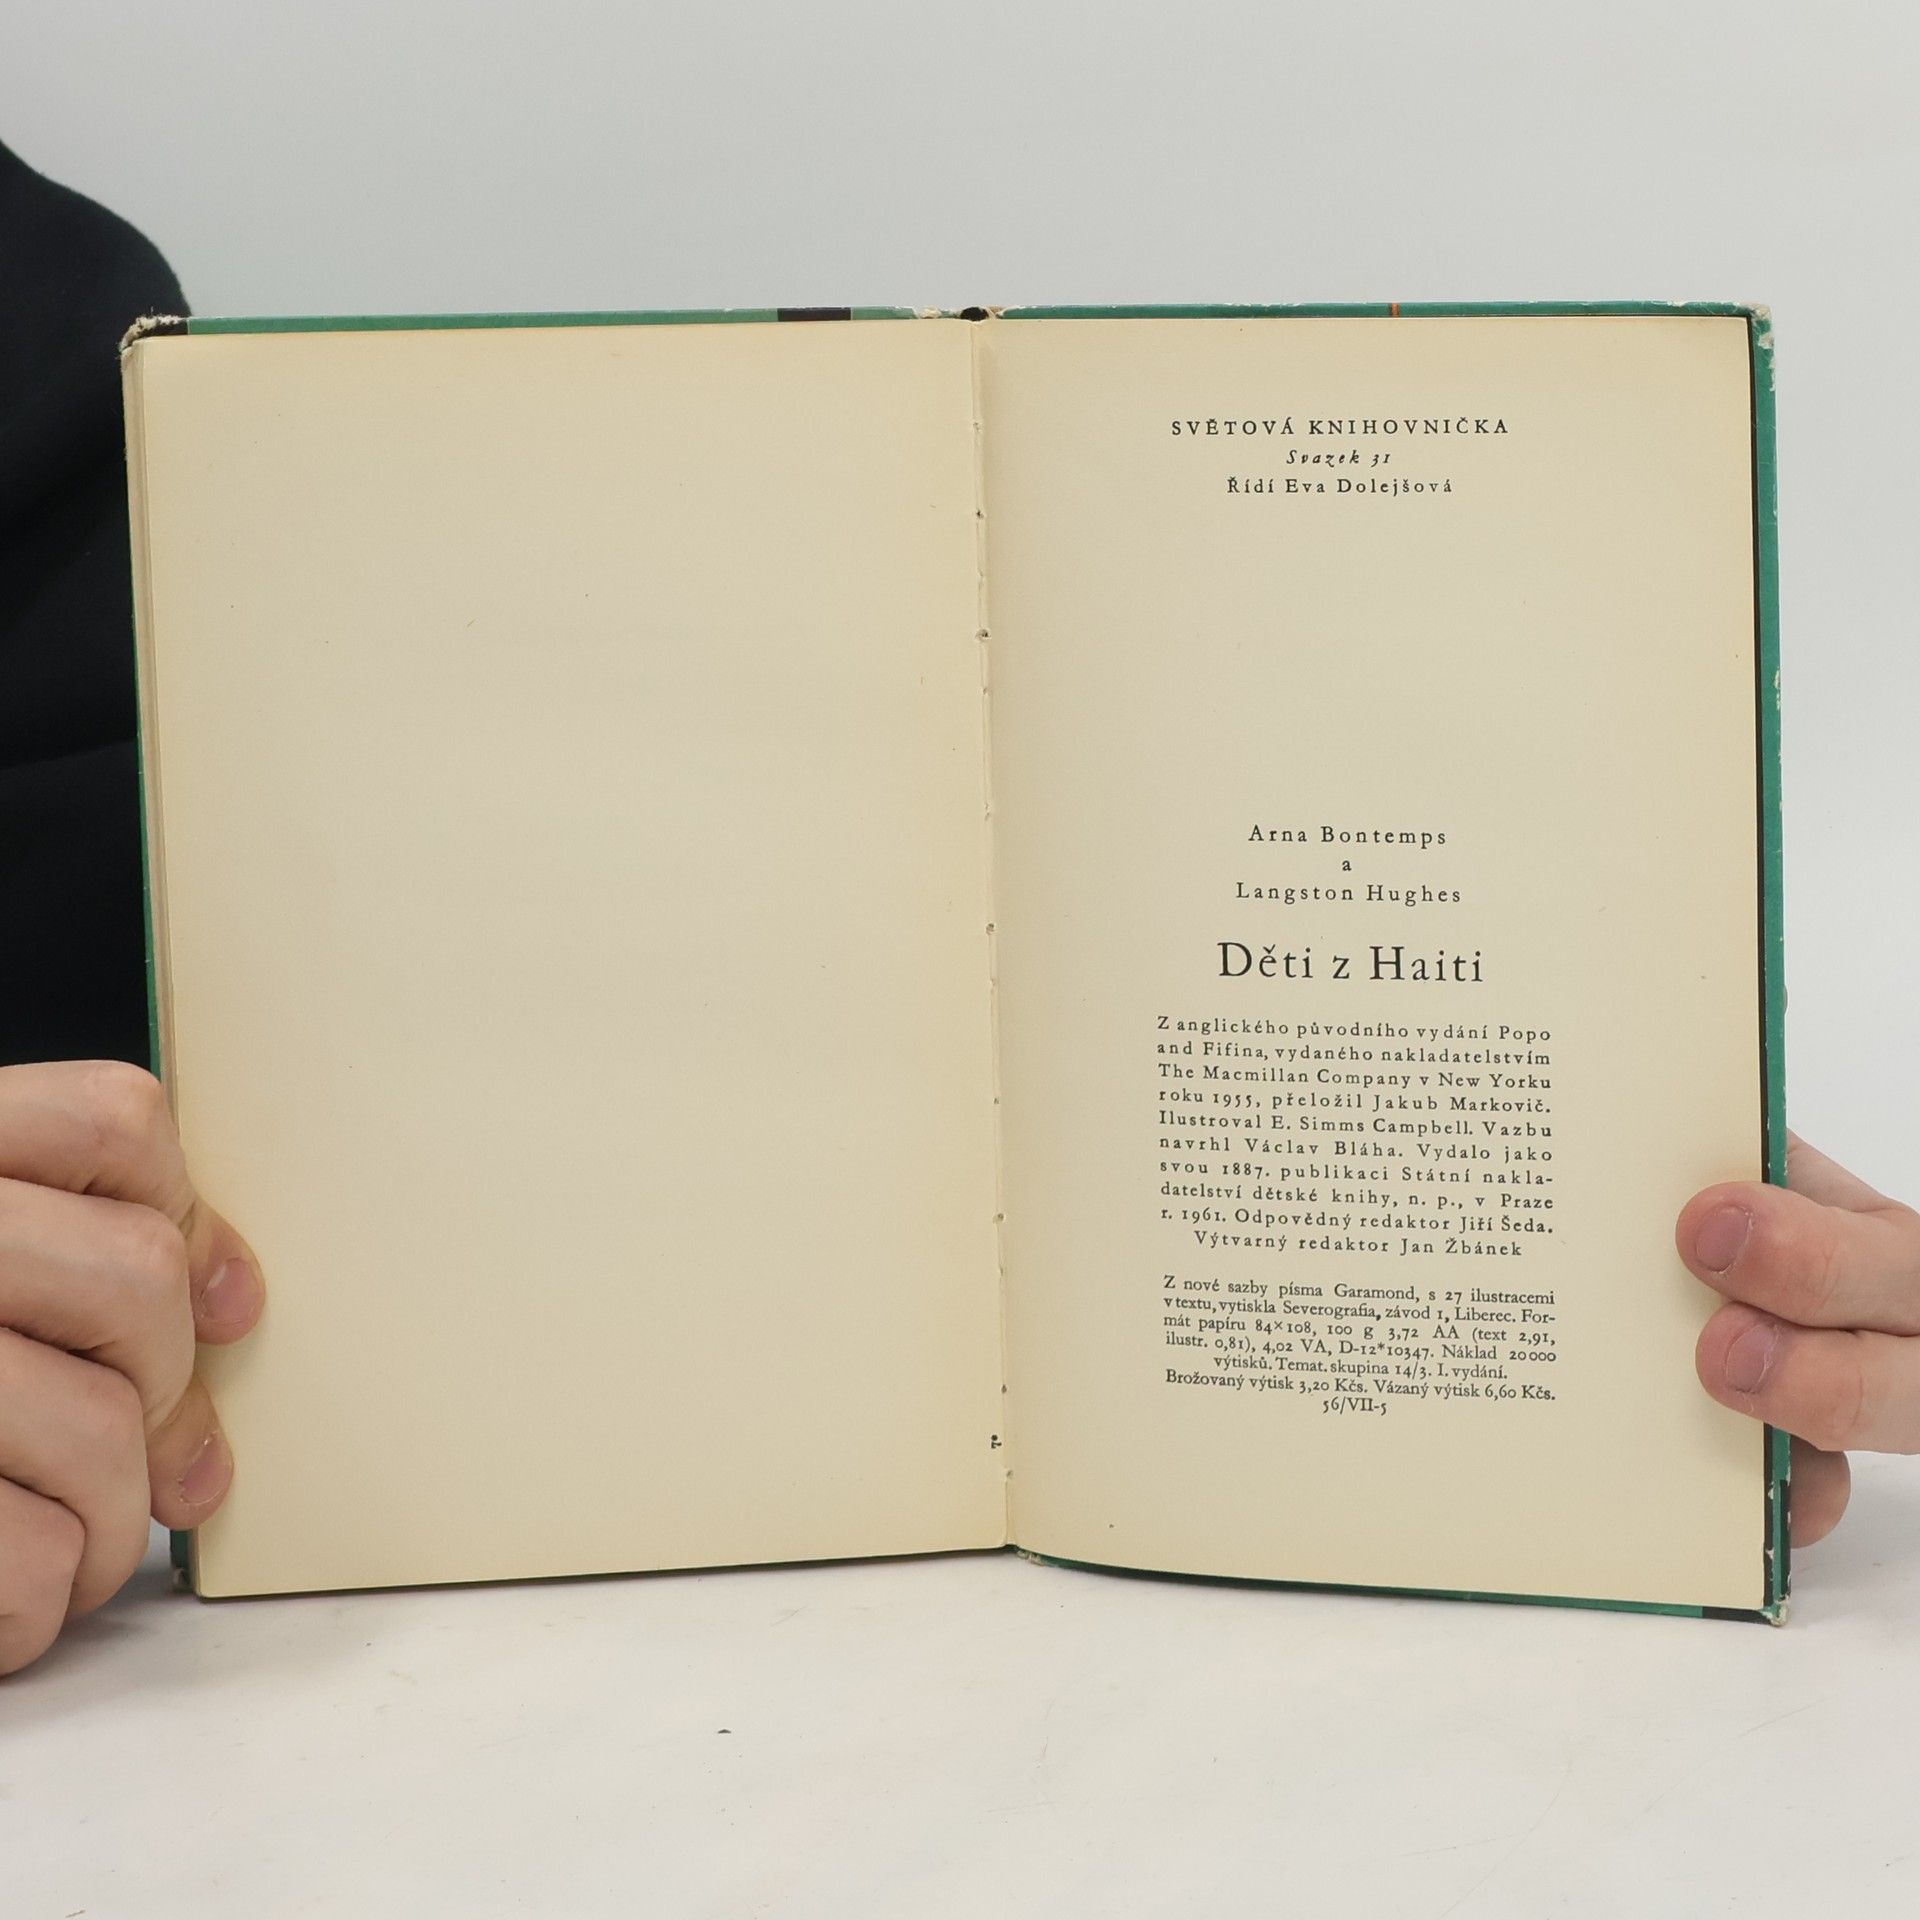 SVĚTOVÁ KNIHOVNIČKA
Svazek 31
Řídí Eva Dolejšová
Arna Bontemps
a
Langston Hughes
Děti z Haiti
Z anglického původního vydání Popo
and Fifina, vydaného nakladatelstvím
The Macmillan Company v New Yorku
roku 1955, přeložil Jakub Markovič.
Ilustroval E. Simms Campbell. Vazbu
navrhl Václav Bláha. Vydalo jako
svou 1887. publikaci Státní nakla-
datelství dětské knihy, n. p., v Praze
r. 1961. Odpovědný redaktor Jiří Šeda.
Výtvarný redaktor Jan Žbánek
Z nové sazby písma Garamond, s 27 ilustracemi
v textu, vytiskla Severografia, závod 1, Liberec. For-
mát papíru 84×108, 100 g 3,72 AA (text 2,91,
ilustr. 0,81), 4,02 VA, D-12*10347. Náklad 20000
výtisků. Temat. skupina 14/3. I. vydání.
Brožovaný výtisk 3,20 Kčs. Vázaný výtisk 6,60 Kčs.
56/VII-5